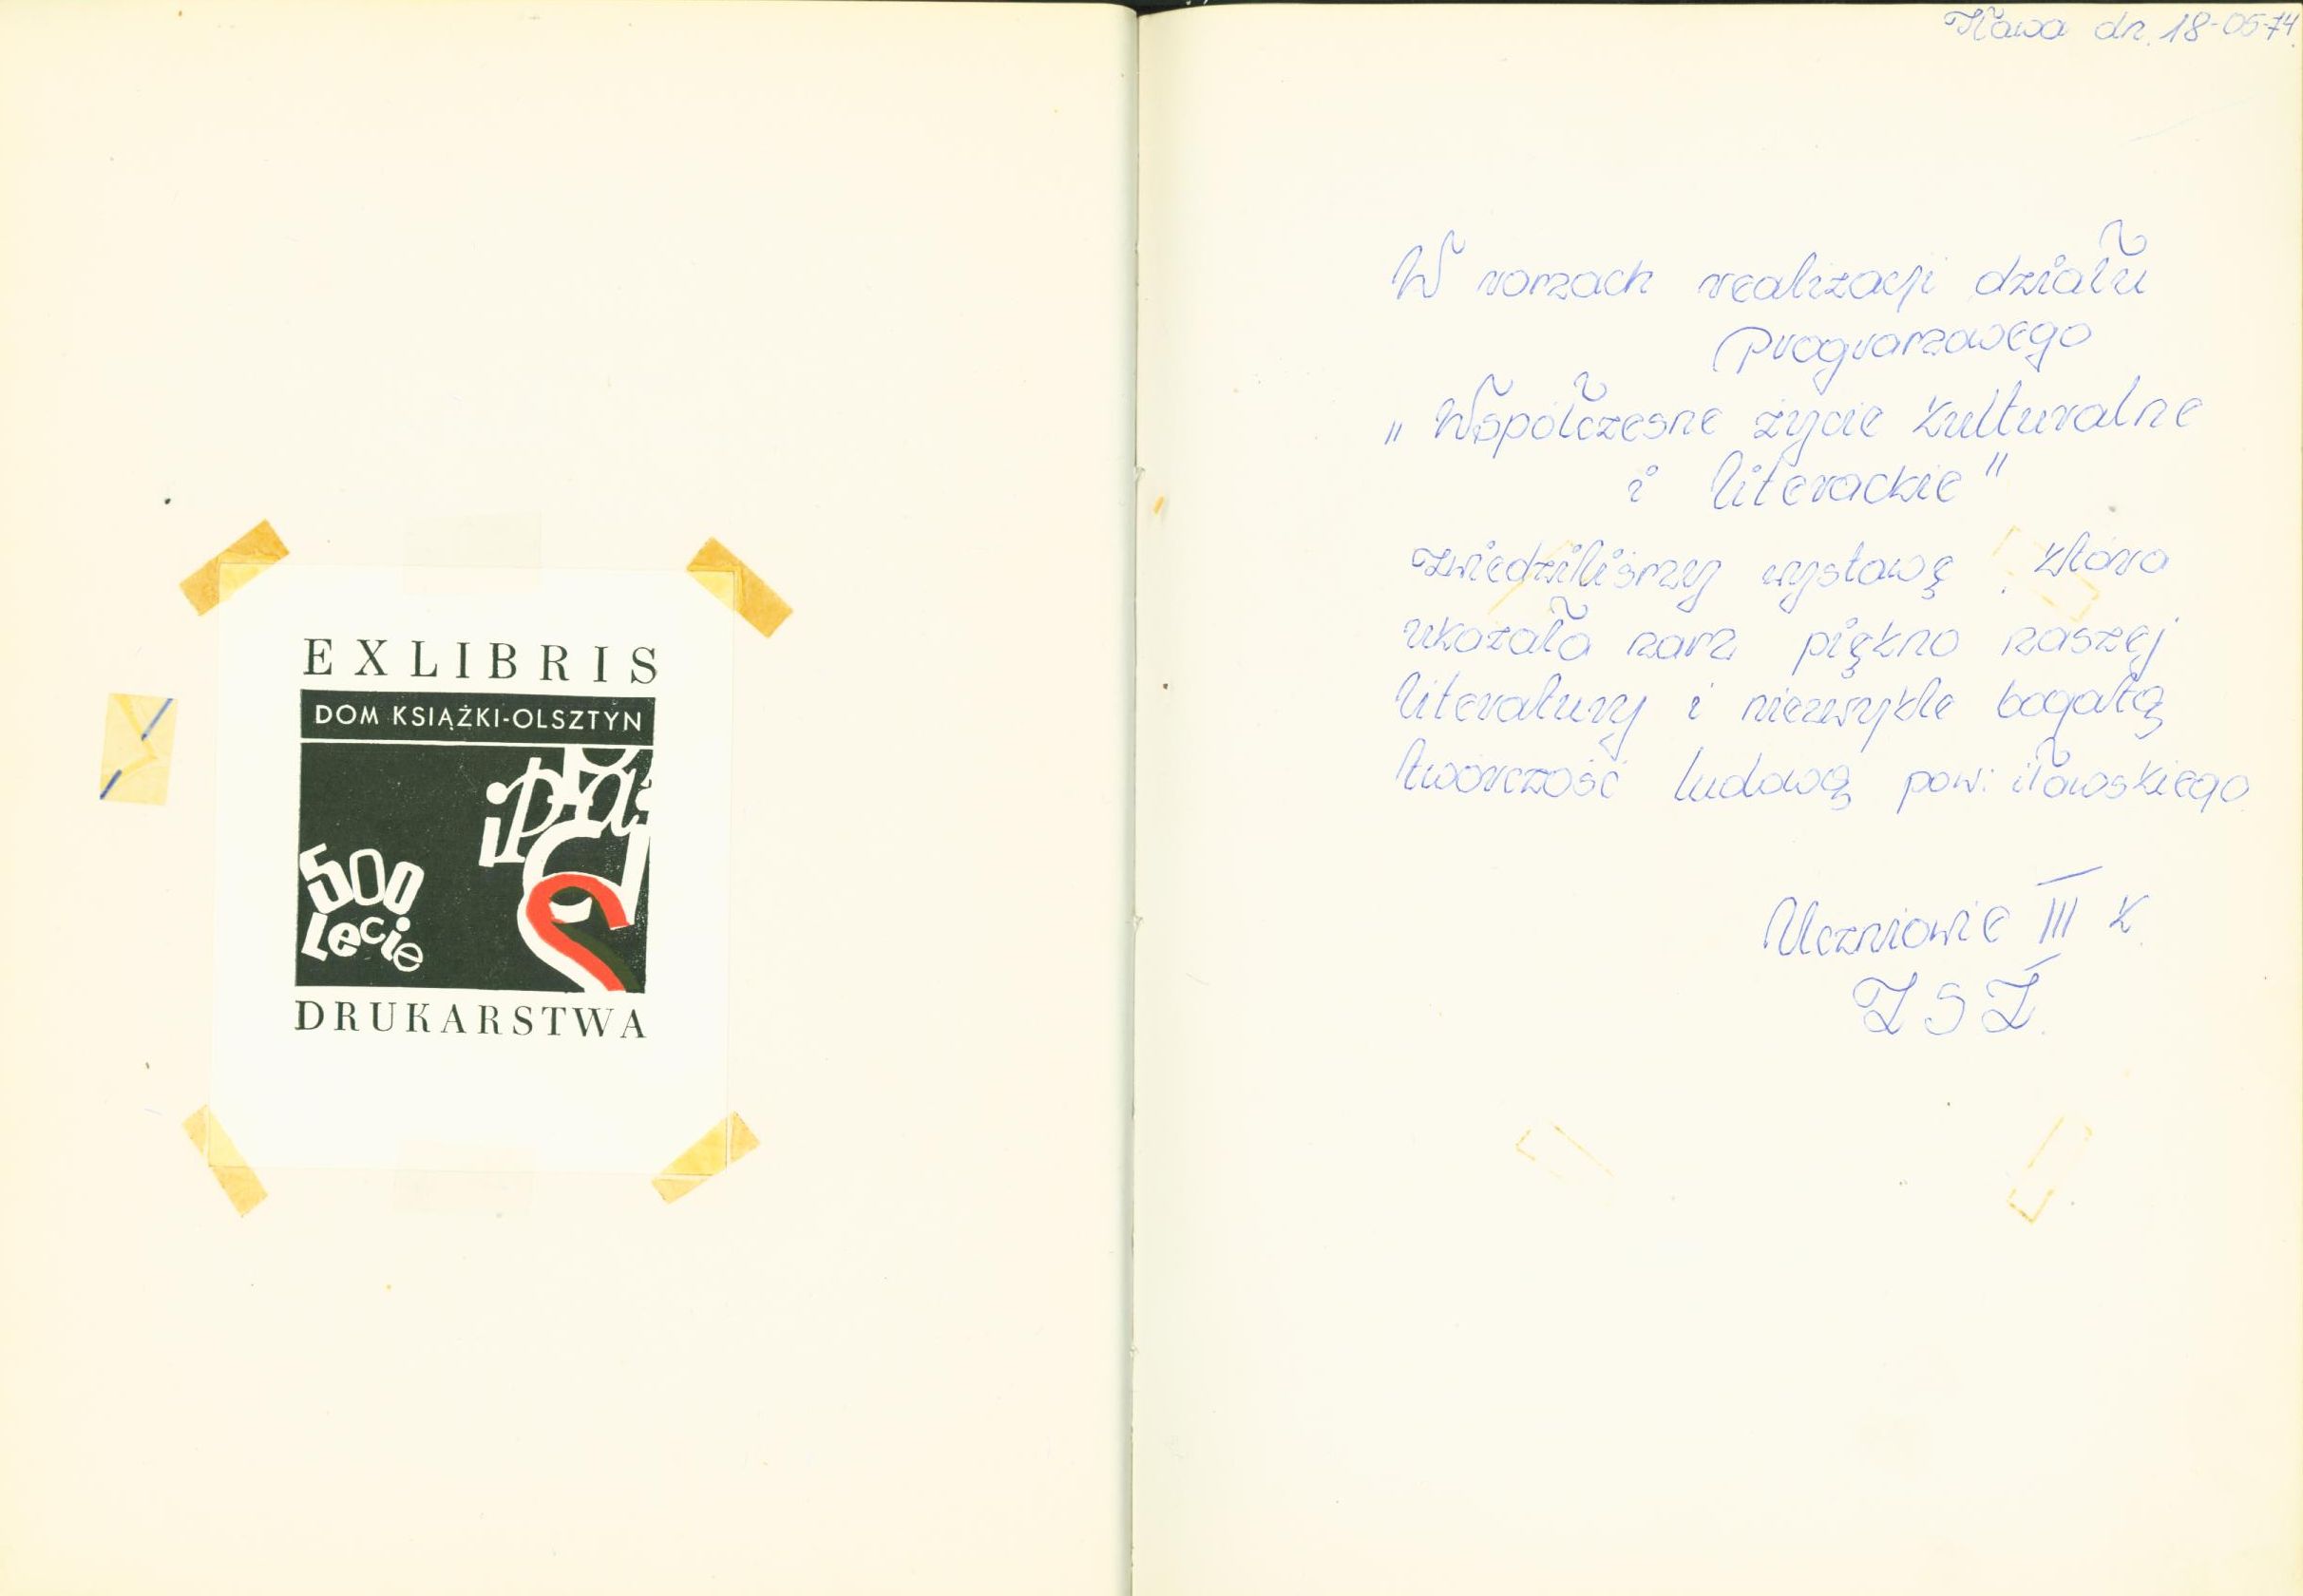 EXLIBRIS
DOM KSIĄŻKI-OLSZTYN
500
lecie
DRUKARSTWA
Iława dn. 18-05-74.
W ramach realizacji działu
programowego
„Współczesne życie kulturalne
i literackie"
zwiedziliśmy wystawę, która
ukazała nam piękno naszej
literatury i niezwykle bogatą
twórczość ludową pow. iławskiego.
Uczniowie III k.
ZSZ.